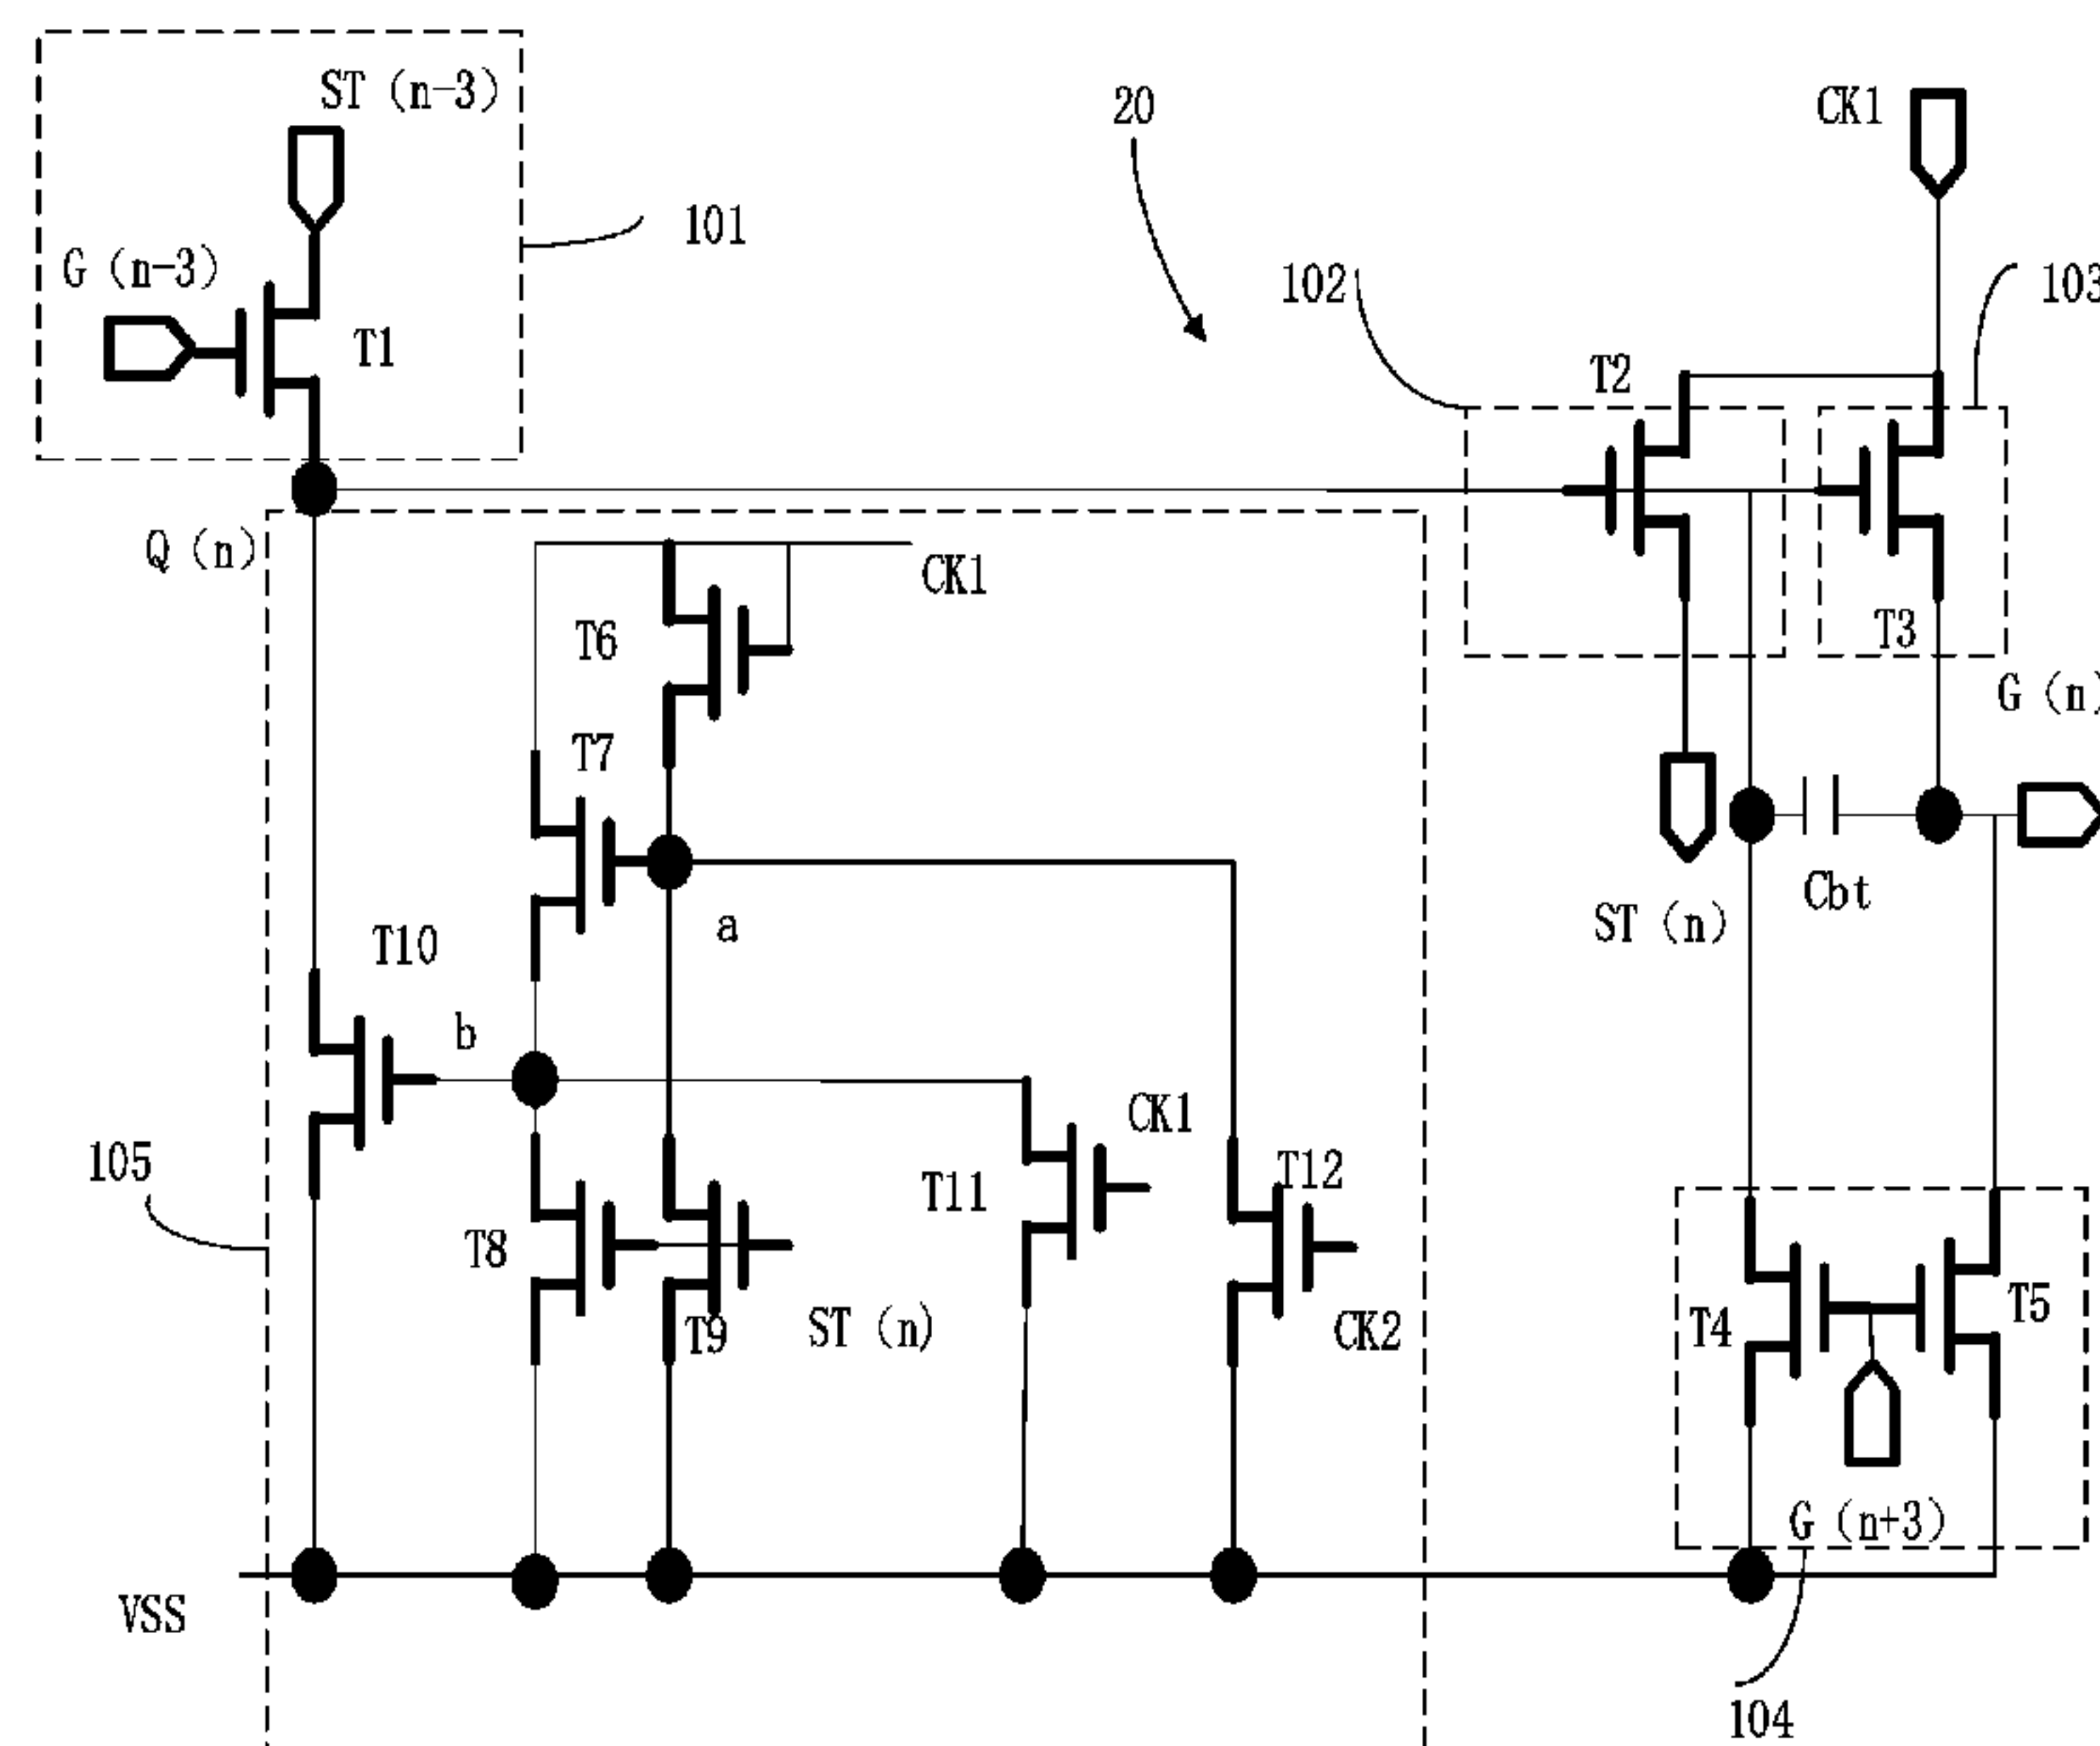 ST (n-3)
20
CK1
101
G (n-3)
102
103
T1
T2
Q (n)
CK1
T6
T3
G (n)
T7
Cbt
a
ST (n)
T10
b
CK1
105
T11
T12
T8
T9
ST (n)
CK2
T4
T5
G (n+3)
VSS
104